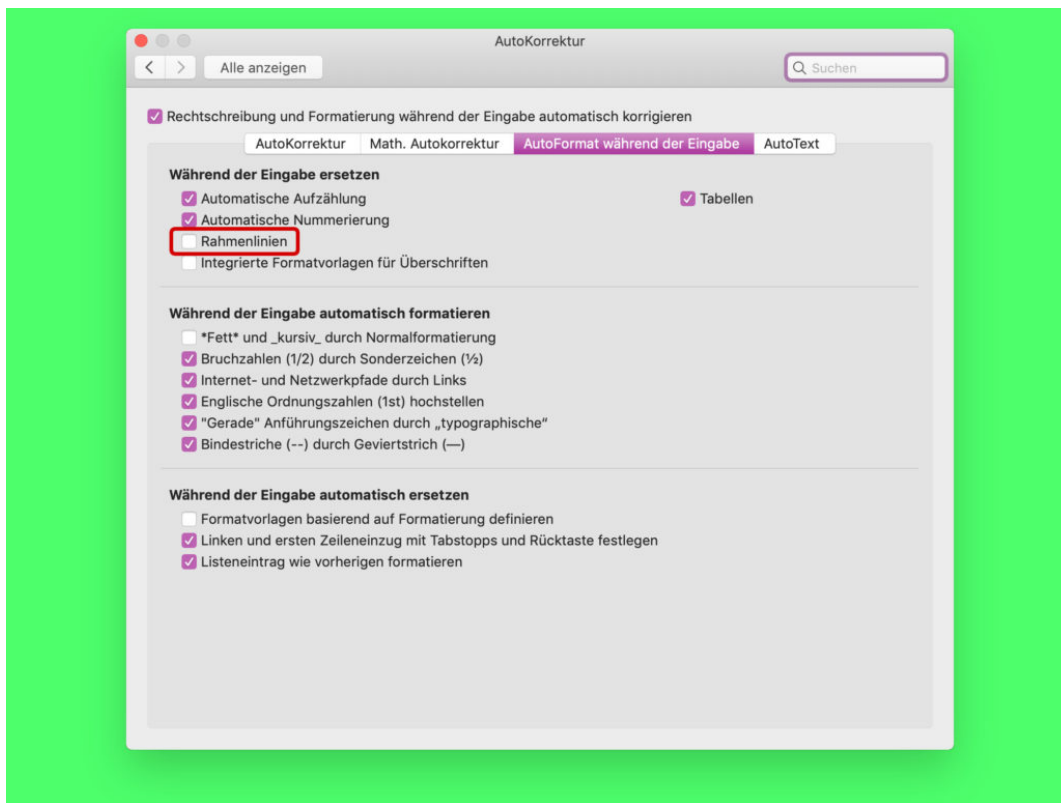 AutoKorrektur
Alle anzeigen
Suchen
Rechtschreibung und Formatierung während der Eingabe automatisch korrigieren
AutoKorrektur Math. Autokorrektur AutoFormat während der Eingabe AutoText
Während der Eingabe ersetzen
Automatische Aufzählung Tabellen
Automatische Nummerierung
Rahmenlinien
Integrierte Formatvorlagen für Überschriften
Während der Eingabe automatisch formatieren
*Fett* und _kursiv_ durch Normalformatierung
Bruchzahlen (1/2) durch Sonderzeichen (½)
Internet- und Netzwerkpfade durch Links
Englische Ordnungszahlen (1st) hochstellen
"Gerade" Anführungszeichen durch „typographische“
Bindestriche (--) durch Geviertstrich (—)
Während der Eingabe automatisch ersetzen
Formatvorlagen basierend auf Formatierung definieren
Linken und ersten Zeileneinzug mit Tabstopps und Rücktaste festlegen
Listeneintrag wie vorherigen formatieren